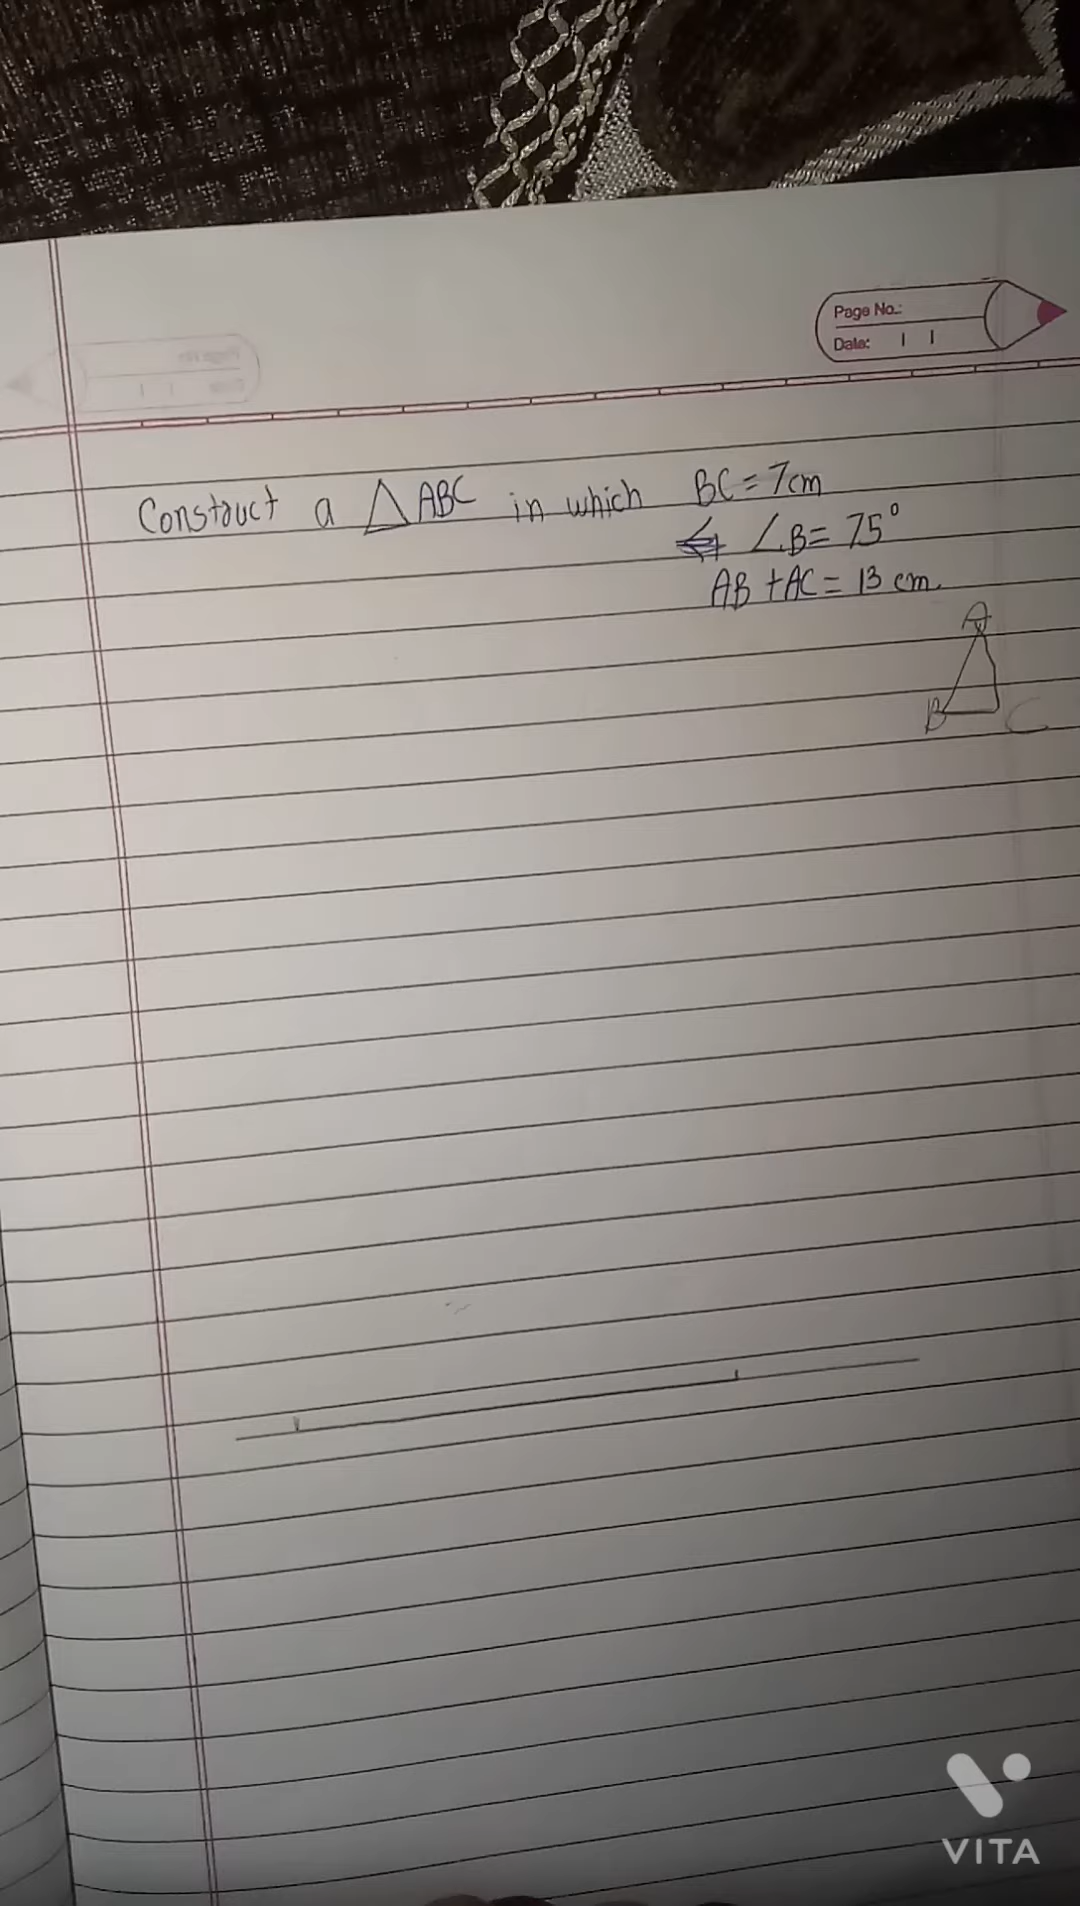 Page No.:
Date:
Construct a △ ABC in which BC = 7cm
∠B = 75°
AB + AC = 13 cm.
A
B C
VITA